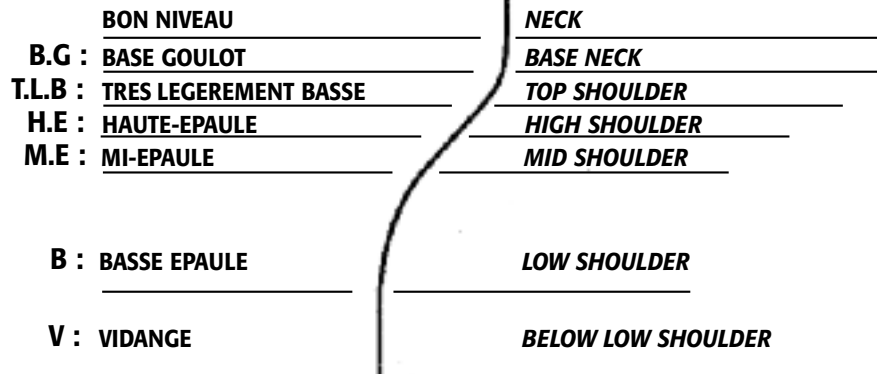 BON NIVEAU NECK
B.G : BASE GOULOT BASE NECK
T.L.B : TRES LEGEREMENT BASSE TOP SHOULDER
H.E : HAUTE-EPAULE HIGH SHOULDER
M.E : MI-EPAULE MID SHOULDER
B : BASSE EPAULE LOW SHOULDER
V : VIDANGE BELOW LOW SHOULDER